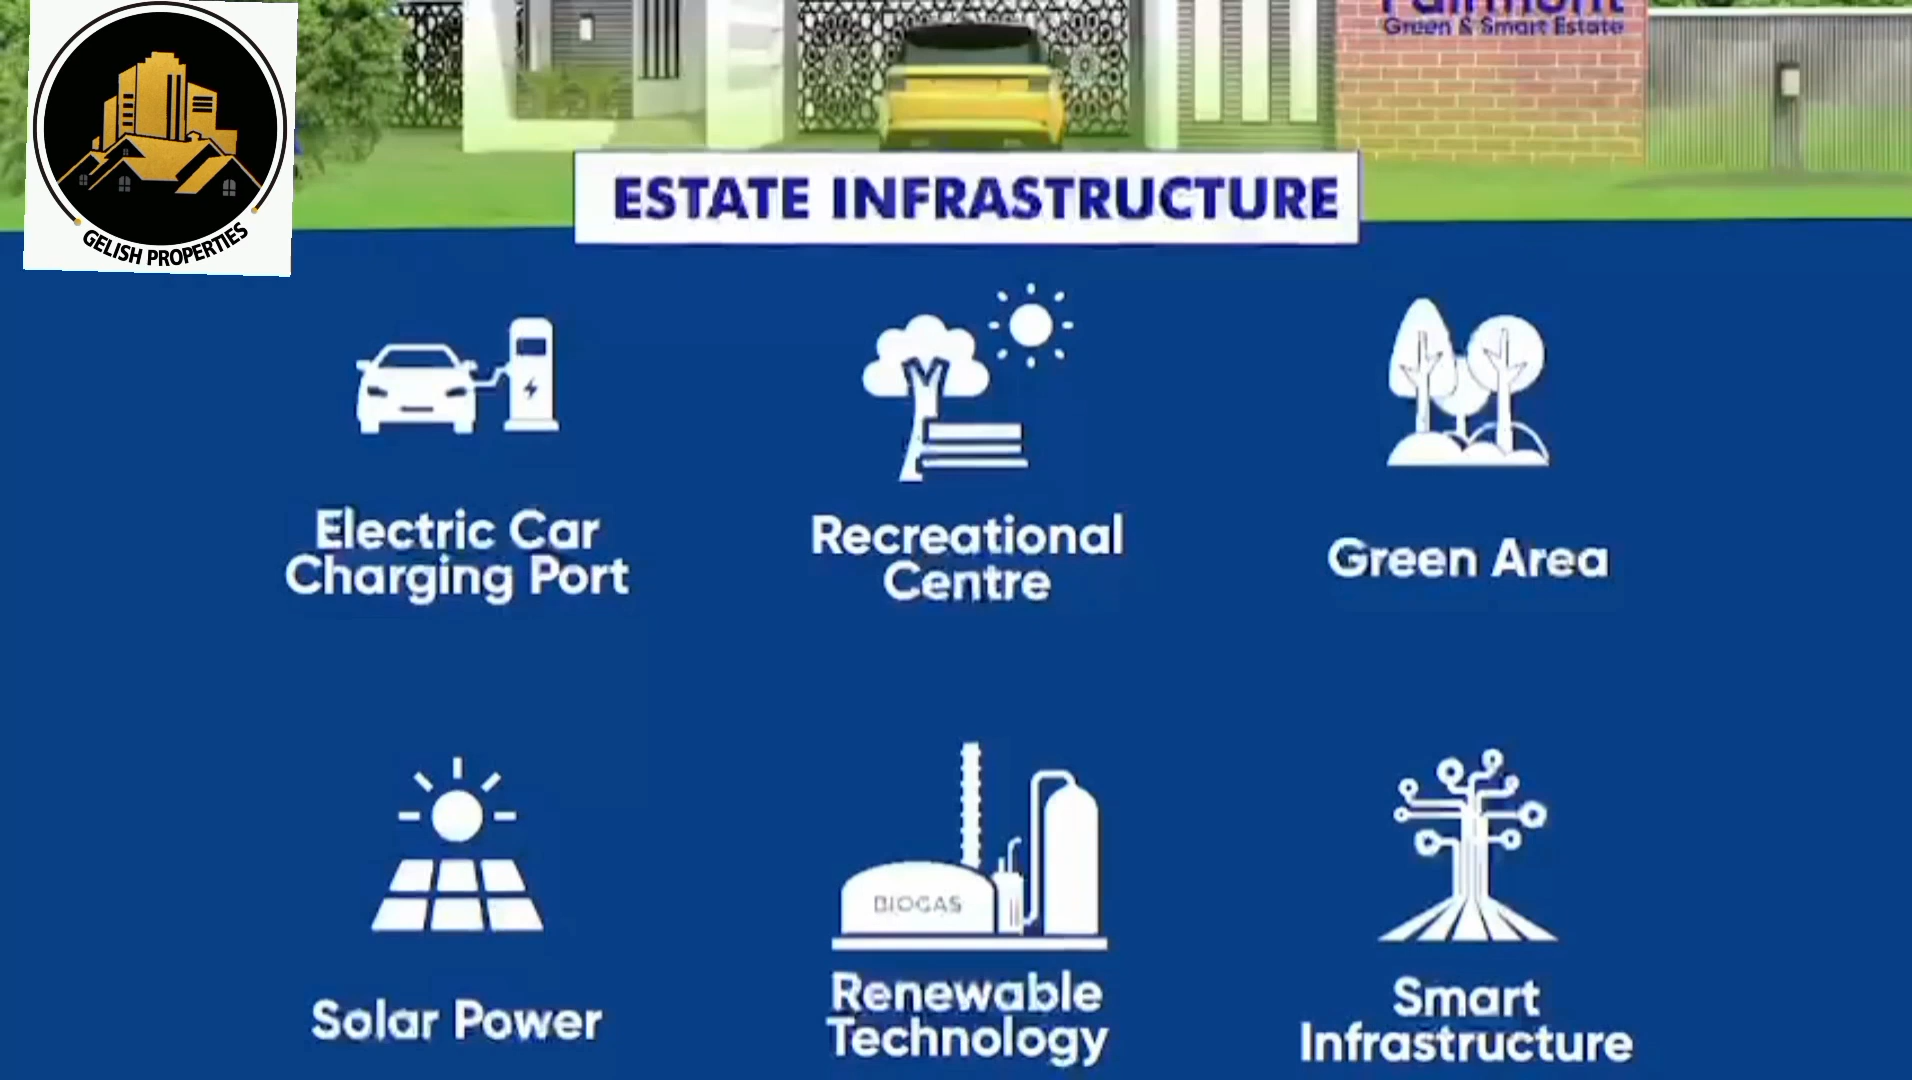 Fairmont
Green & Smart Estate
GELISH PROPERTIES
ESTATE INFRASTRUCTURE
Electric Car
Charging Port
Recreational
Centre
Green Area
BIOGAS
Solar Power
Renewable
Technology
Smart
Infrastructure